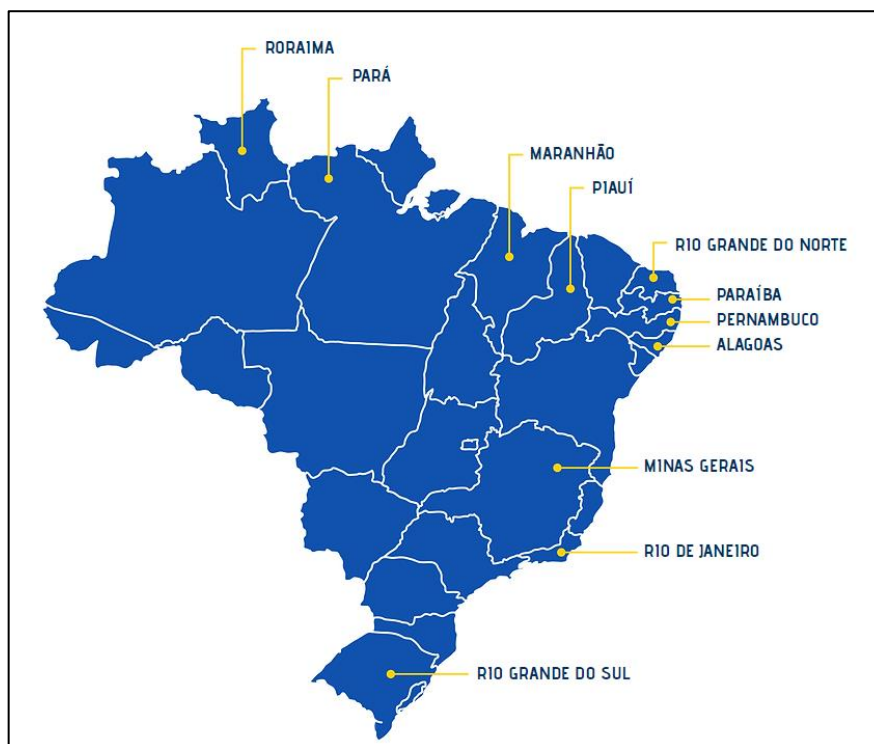 RORAIMA
PARÁ
MARANHÃO
PIAUÍ
RIO GRANDE DO NORTE
PARAÍBA
PERNAMBUCO
ALAGOAS
MINAS GERAIS
RIO DE JANEIRO
RIO GRANDE DO SUL